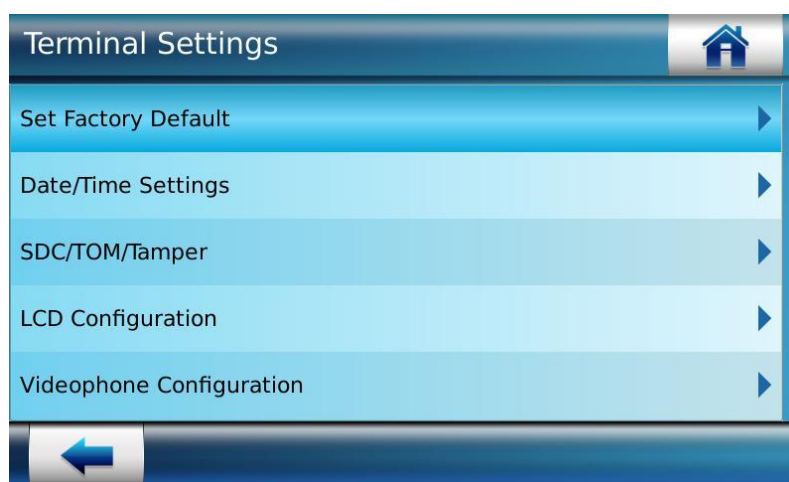 Terminal Settings
Set Factory Default
Date/Time Settings
SDC/TOM/Tamper
LCD Configuration
Videophone Configuration